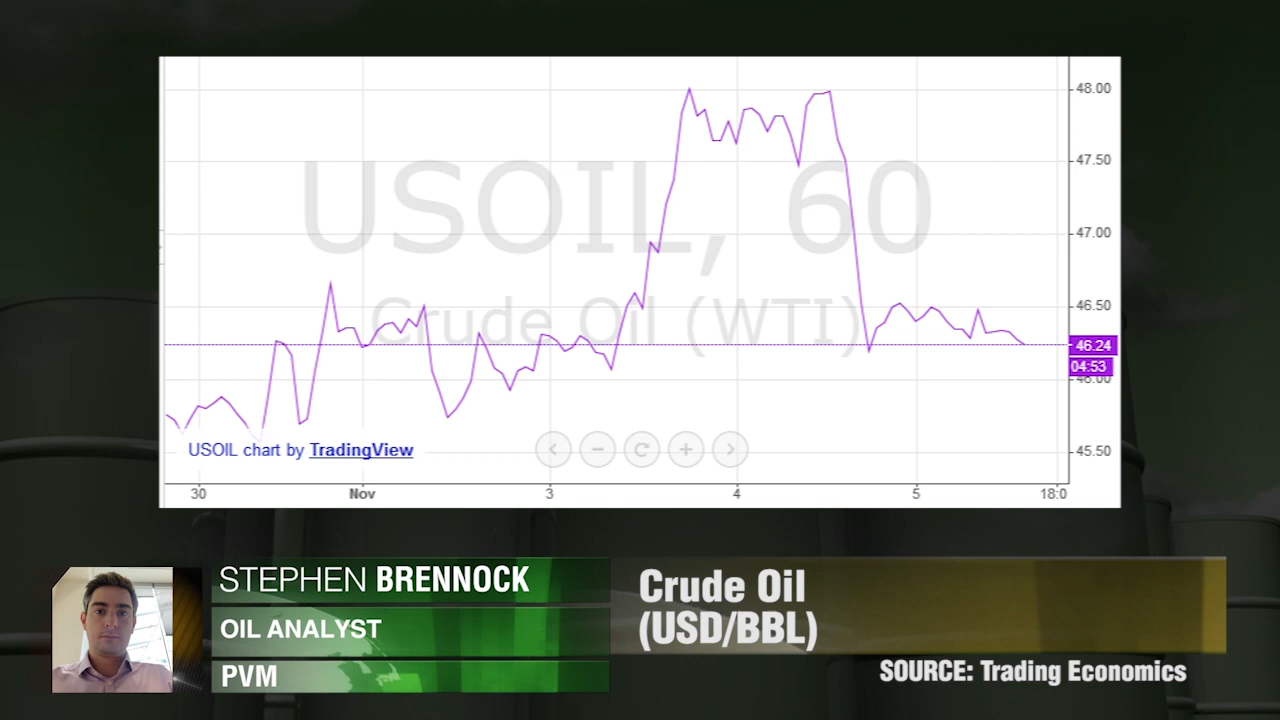 48.00
47.50
USOIL, 60
47.00
46.50
Crude Oil (WTI)
46.24
04:53
46.00
USOIL chart by TradingView
45.50
30
Nov
3
4
5
18:0
STEPHEN BRENNOCK
OIL ANALYST
PVM
Crude Oil
(USD/BBL)
SOURCE: Trading Economics